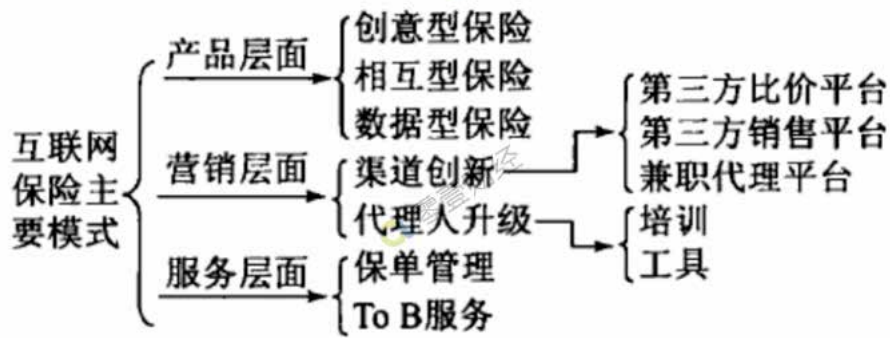 互联网
保险主
要模式
产品层面
创意型保险
相互型保险
数据型保险
营销层面
渠道创新
第三方比价平台
第三方销售平台
兼职代理平台
代理人升级
培训
工具
服务层面
保单管理
To B服务
零壹财经